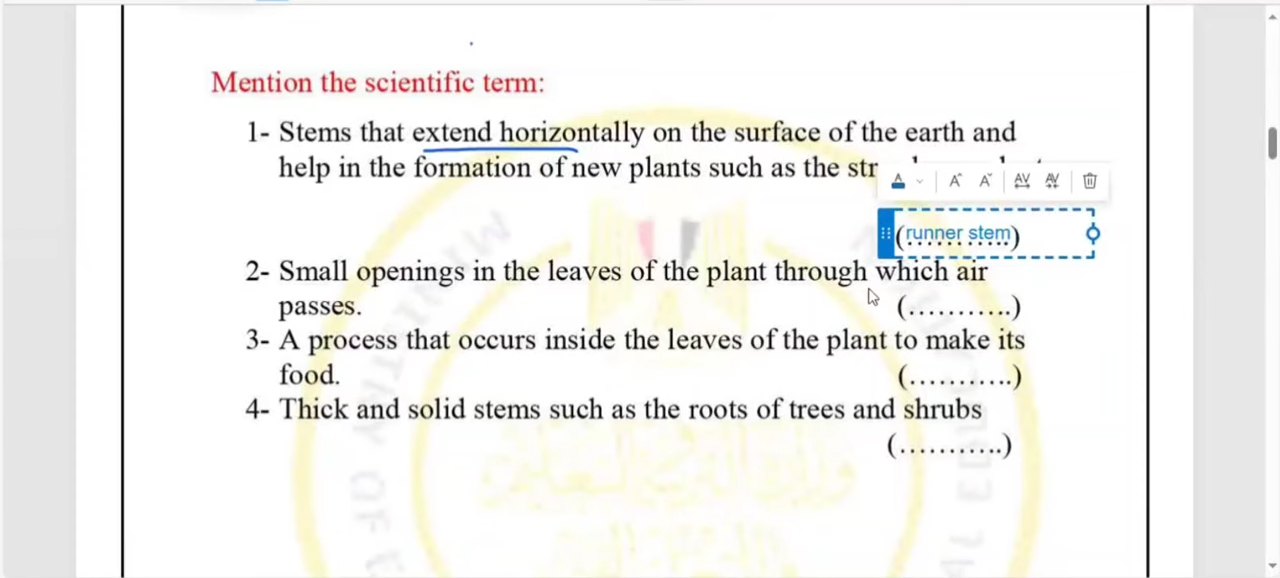 Mention the scientific term:
1- Stems that extend horizontally on the surface of the earth and
help in the formation of new plants such as the
(runner stem)
2- Small openings in the leaves of the plant through which air
passes. (...........)
3- A process that occurs inside the leaves of the plant to make its
food. (...........)
4- Thick and solid stems such as the roots of trees and shrubs
(...........)